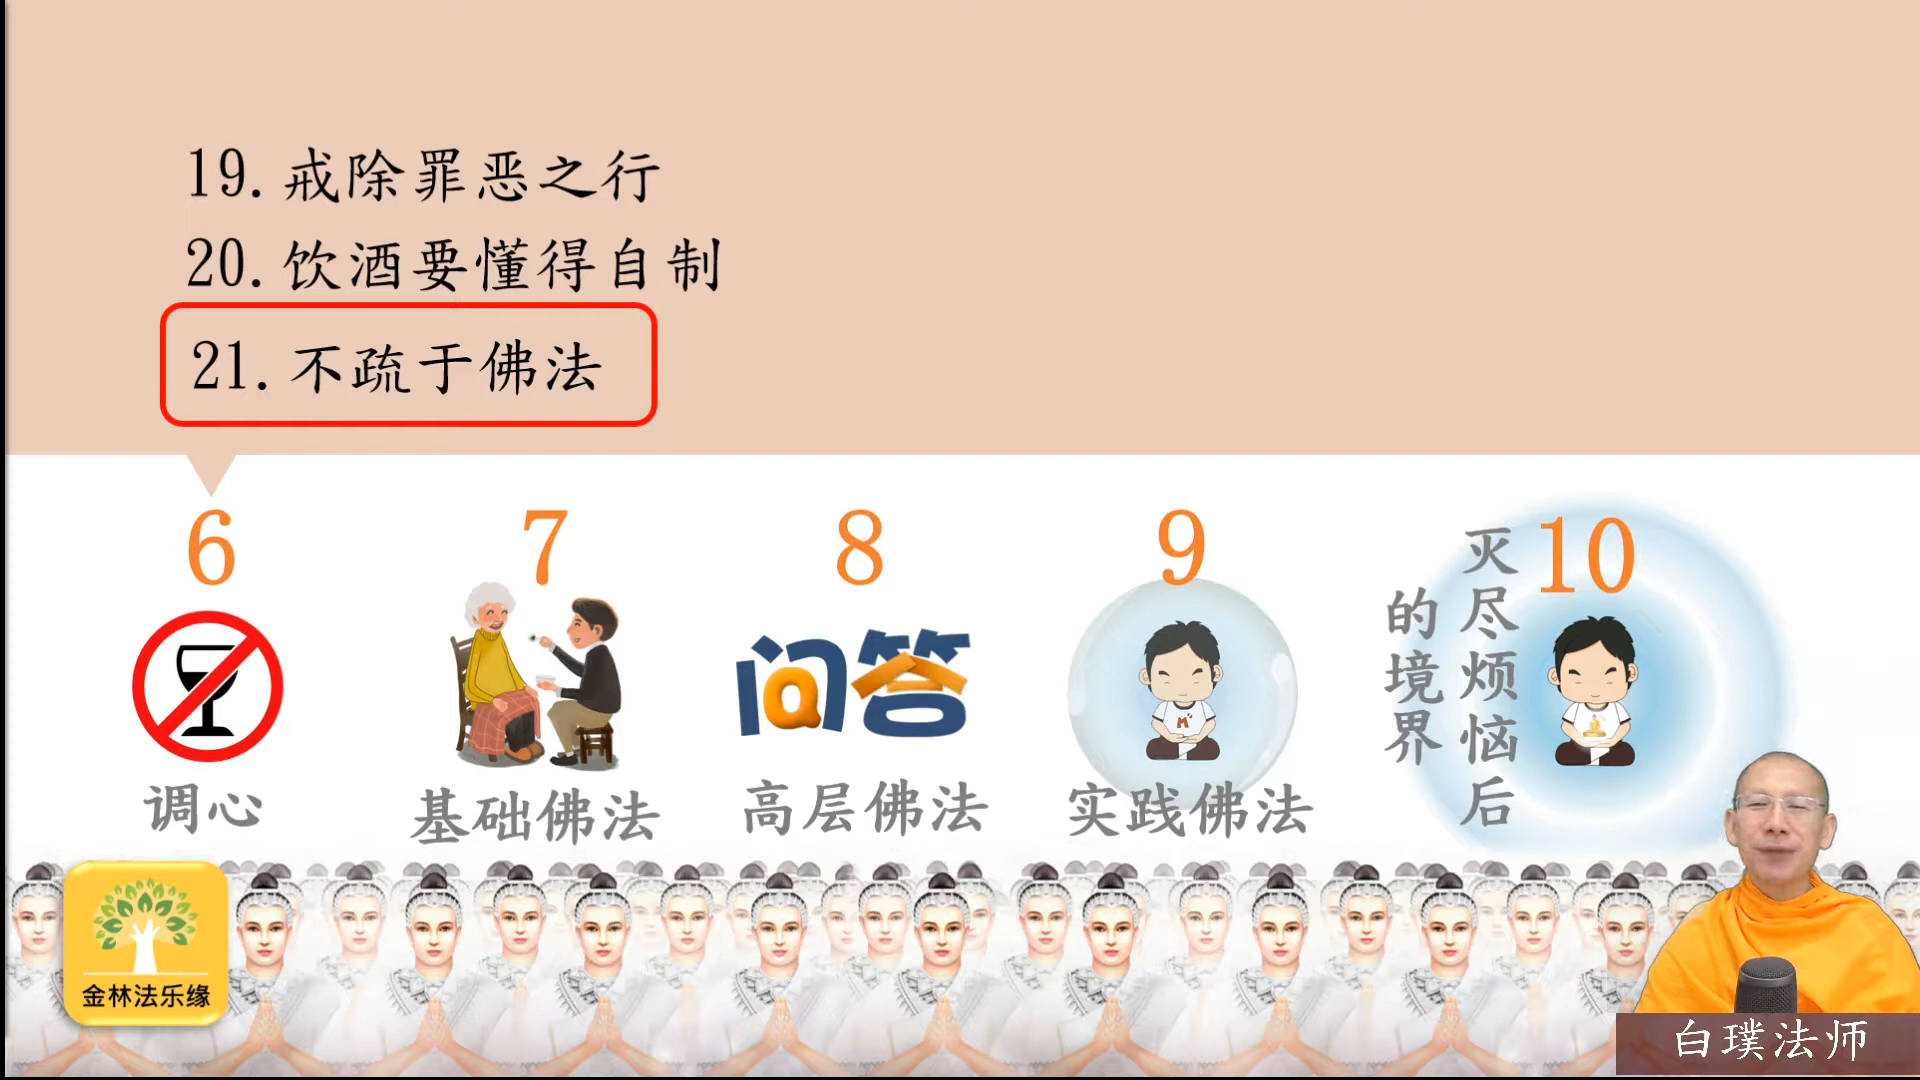 19.戒除罪恶之行
20.饮酒要懂得自制
21.不疏于佛法
6
7
8
9
10
问答
M's
调心
基础佛法
高层佛法
实践佛法
灭尽烦恼后
的境界
金林法乐缘
白璞法师